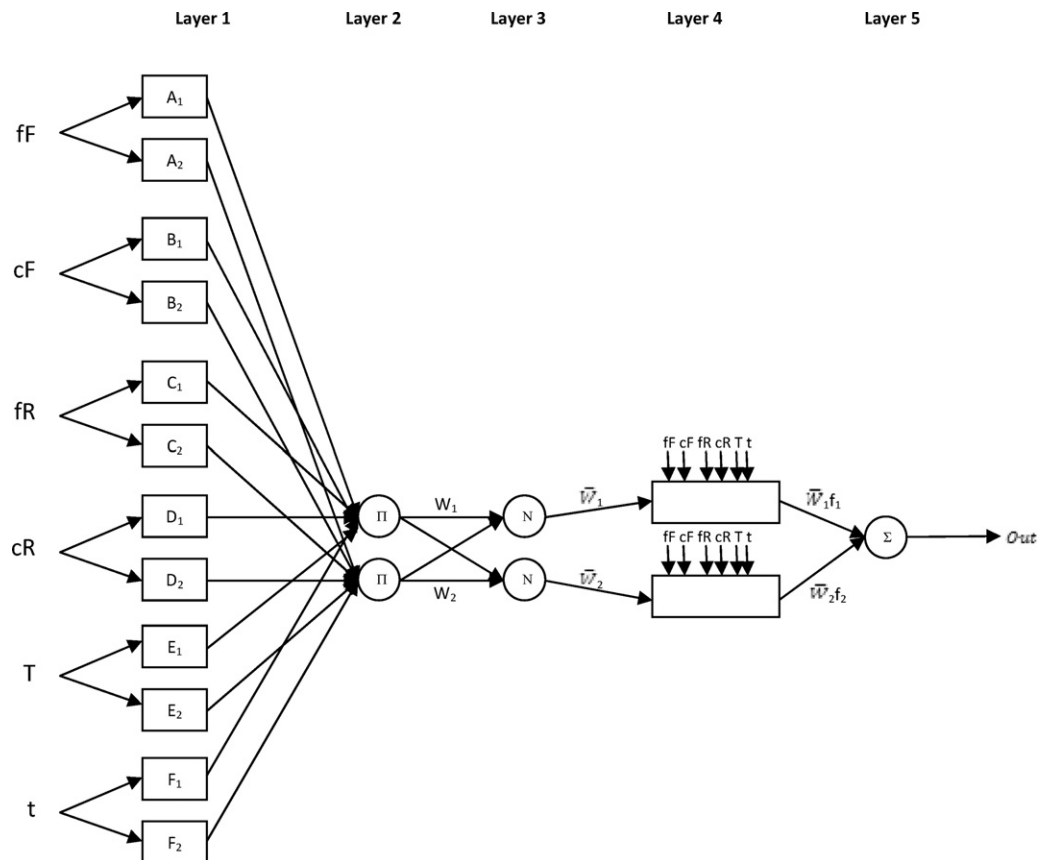 Layer 1 Layer 2 Layer 3 Layer 4 Layer 5
A₁
fF
A₂
B₁
cF
B₂
C₁
fR
C₂
fF cF fR cR T t
D₁
Π
W₁
N
W̅₁
W̅₁f₁
cR
Σ
Out
fF cF fR cR T t
D₂
Π
W₂
N
W̅₂
W̅₂f₂
E₁
T
E₂
F₁
t
F₂